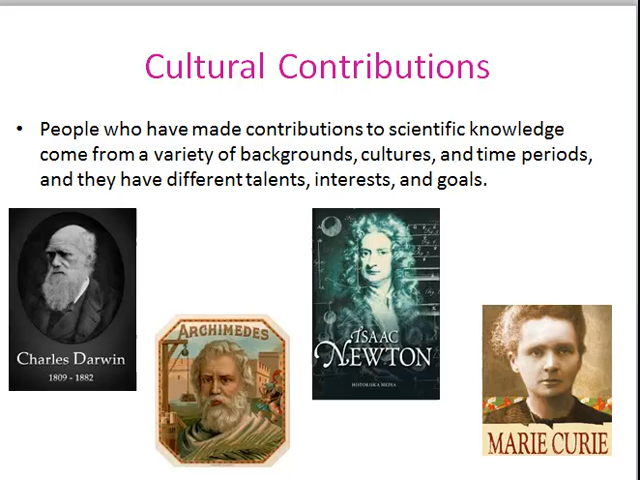 Cultural Contributions
• People who have made contributions to scientific knowledge
come from a variety of backgrounds, cultures, and time periods,
and they have different talents, interests, and goals.
Charles Darwin
1809 - 1882
ARCHIMEDES
ISAAC
NEWTON
MARIE CURIE